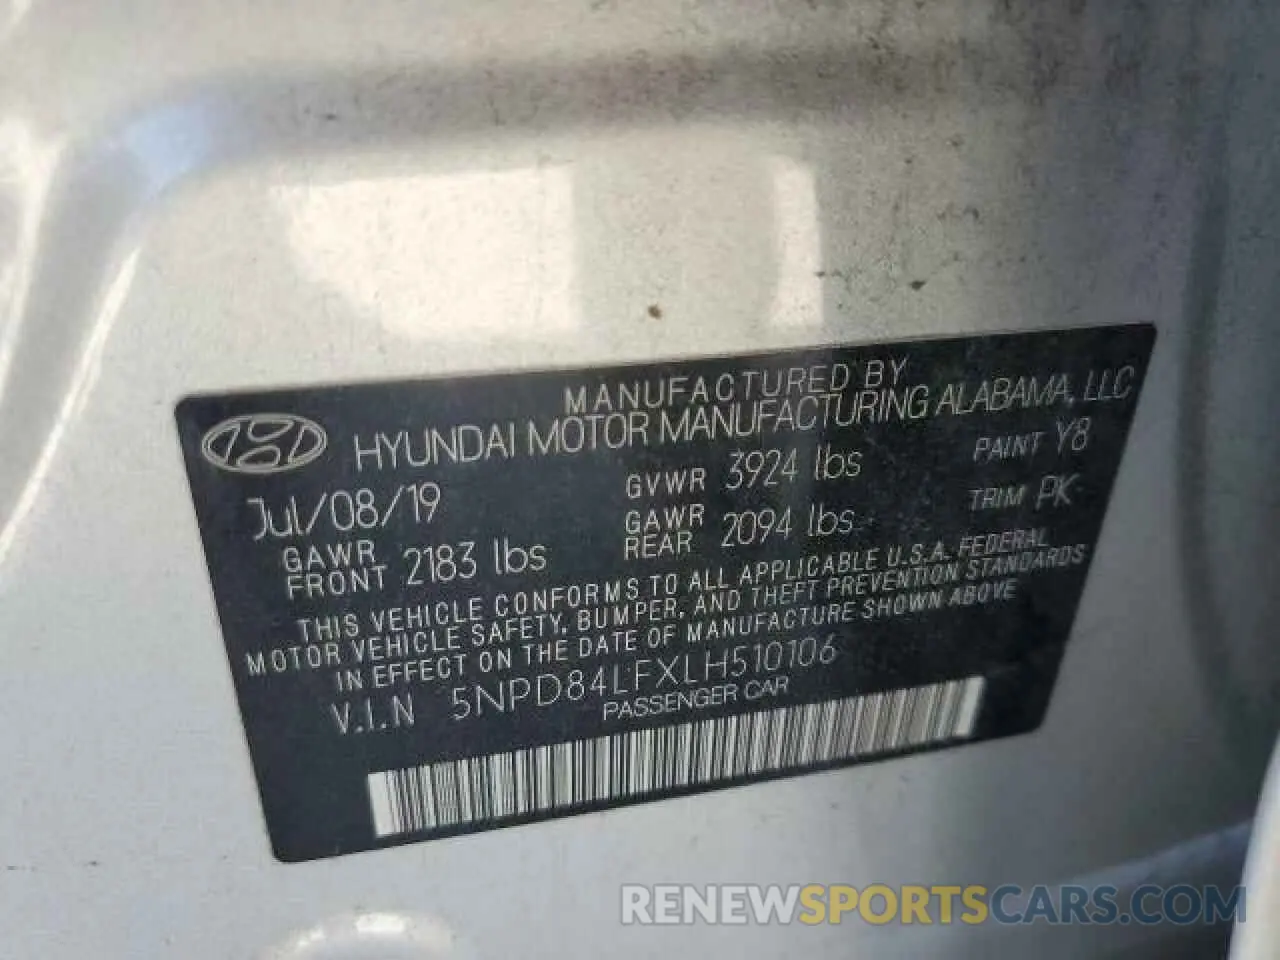 MANUFACTURED BY
HYUNDAI MOTOR MANUFACTURING ALABAMA, LLC
Jul/08/19 GVWR 3924 lbs PAINT Y8
GAWR FRONT 2183 lbs GAWR REAR 2094 lbs TRIM PK
THIS VEHICLE CONFORMS TO ALL APPLICABLE U.S.A. FEDERAL
MOTOR VEHICLE SAFETY, BUMPER, AND THEFT PREVENTION STANDARDS
IN EFFECT ON THE DATE OF MANUFACTURE SHOWN ABOVE
V.I.N 5NPD84LFXLH510106
PASSENGER CAR
RENEWSPORTSCARS.COM